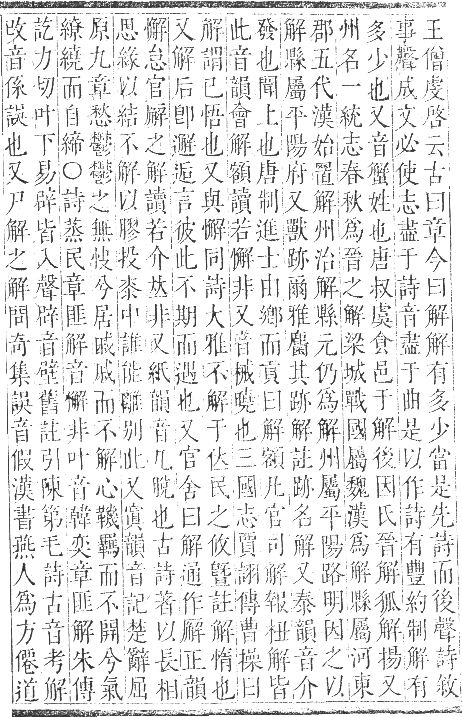 王僧虔啓云古曰章今曰解解有多少當是先詩而後聲詩敘
事聲成文必使志盡于詩音盡于曲是以作詩有豐約制解有
多少也又音蟹姓也唐叔虞食邑于解後因氏晉解狐解揚又
州名一統志春秋爲晉之解梁城戰國屬魏漢爲解縣屬河東
郡五代漢始置解州治解縣元仍爲解州屬平陽路明因之以
解縣屬平陽府又獸跡爾雅麕其跡解註跡名解又泰韻音介
發也聞上也唐制進士由鄉而貢曰解額凡官司解報杻解皆
此音韻會解額讀若懈非又音械曉也三國志賈詡傳曹操曰
解謂已悟也又與懈同詩大雅不解于位民之攸墍註解惰也
又解后卽邂逅言彼此不期而遇也又官舍曰解通作解正韻
懈怠官廨之解讀若介𠀤非又紙韻音几脫也古詩著以長相
思緣以結不解以膠投桼中誰能離別此又寘韻音記楚辭屈
原九章愁鬱鬱之無快兮居戚戚而不解心鞿羈而不開兮氣
繚繞而自締○詩蒸民章匪解音懈非叶音韓奕章匪解朱傳
訖力切叶下易辟皆入聲辟音璧舊註引陳第毛詩古音考解
改音係誤也又尸解之解問奇集誤音假漢書燕人爲方僊道